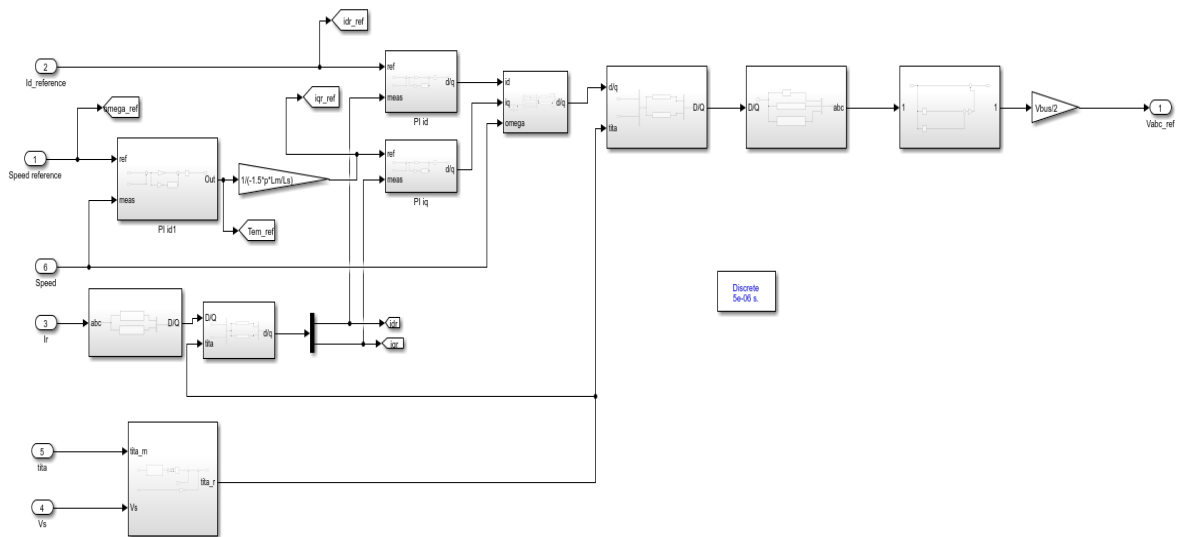 idr_ref
2
Id_reference
ref
meas
d/q
PI id
iqr_ref
omega_ref
1
Speed reference
ref
meas
Out
PI id1
1/(-1.5*p*Lm/Ls)
Tem_ref
ref
meas
d/q
PI iq
id
iq
omega
d/q
d/q
tita
D/Q
D/Q
abc
1
1
Vbus/2
1
Vabc_ref
6
Speed
Discrete
5e-06 s.
3
Ir
abc
D/Q
D/Q
tita
d/q
idr
iqr
5
tita
4
Vs
tita_m
Vs
tita_r